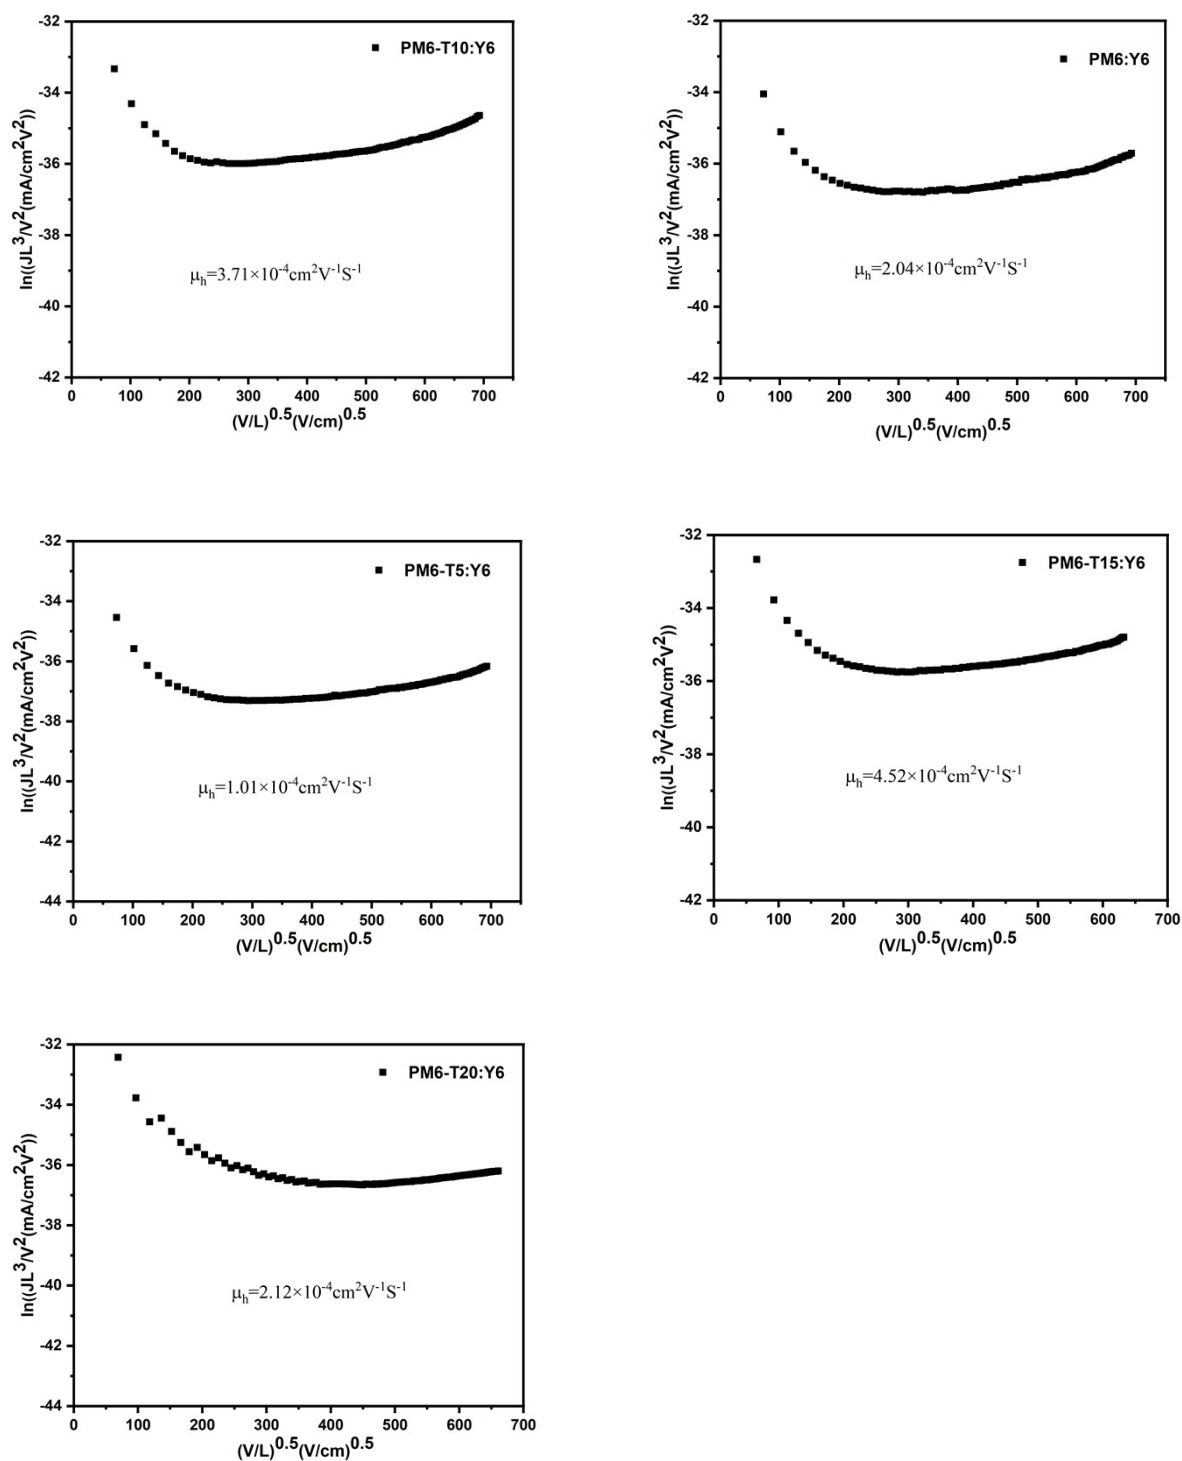 -32
-34
-36
-38
-40
-42
ln((JL³/V²(mA/cm²V²))
PM6-T10:Y6
μₕ=3.71×10⁻⁴cm²V⁻¹S⁻¹
0 100 200 300 400 500 600 700
(V/L)⁰·⁵(V/cm)⁰·⁵
-32
-34
-36
-38
-40
-42
ln((JL³/V²(mA/cm²V²))
PM6:Y6
μₕ=2.04×10⁻⁴cm²V⁻¹S⁻¹
0 100 200 300 400 500 600 700
(V/L)⁰·⁵(V/cm)⁰·⁵
-32
-34
-36
-38
-40
-42
-44
ln((JL³/V²(mA/cm²V²))
PM6-T5:Y6
μₕ=1.01×10⁻⁴cm²V⁻¹S⁻¹
0 100 200 300 400 500 600 700
(V/L)⁰·⁵(V/cm)⁰·⁵
-32
-34
-36
-38
-40
-42
ln((JL³/V²(mA/cm²V²))
PM6-T15:Y6
μₕ=4.52×10⁻⁴cm²V⁻¹S⁻¹
0 100 200 300 400 500 600 700
(V/L)⁰·⁵(V/cm)⁰·⁵
-32
-34
-36
-38
-40
-42
-44
ln((JL³/V²(mA/cm²V²))
PM6-T20:Y6
μₕ=2.12×10⁻⁴cm²V⁻¹S⁻¹
0 100 200 300 400 500 600 700
(V/L)⁰·⁵(V/cm)⁰·⁵